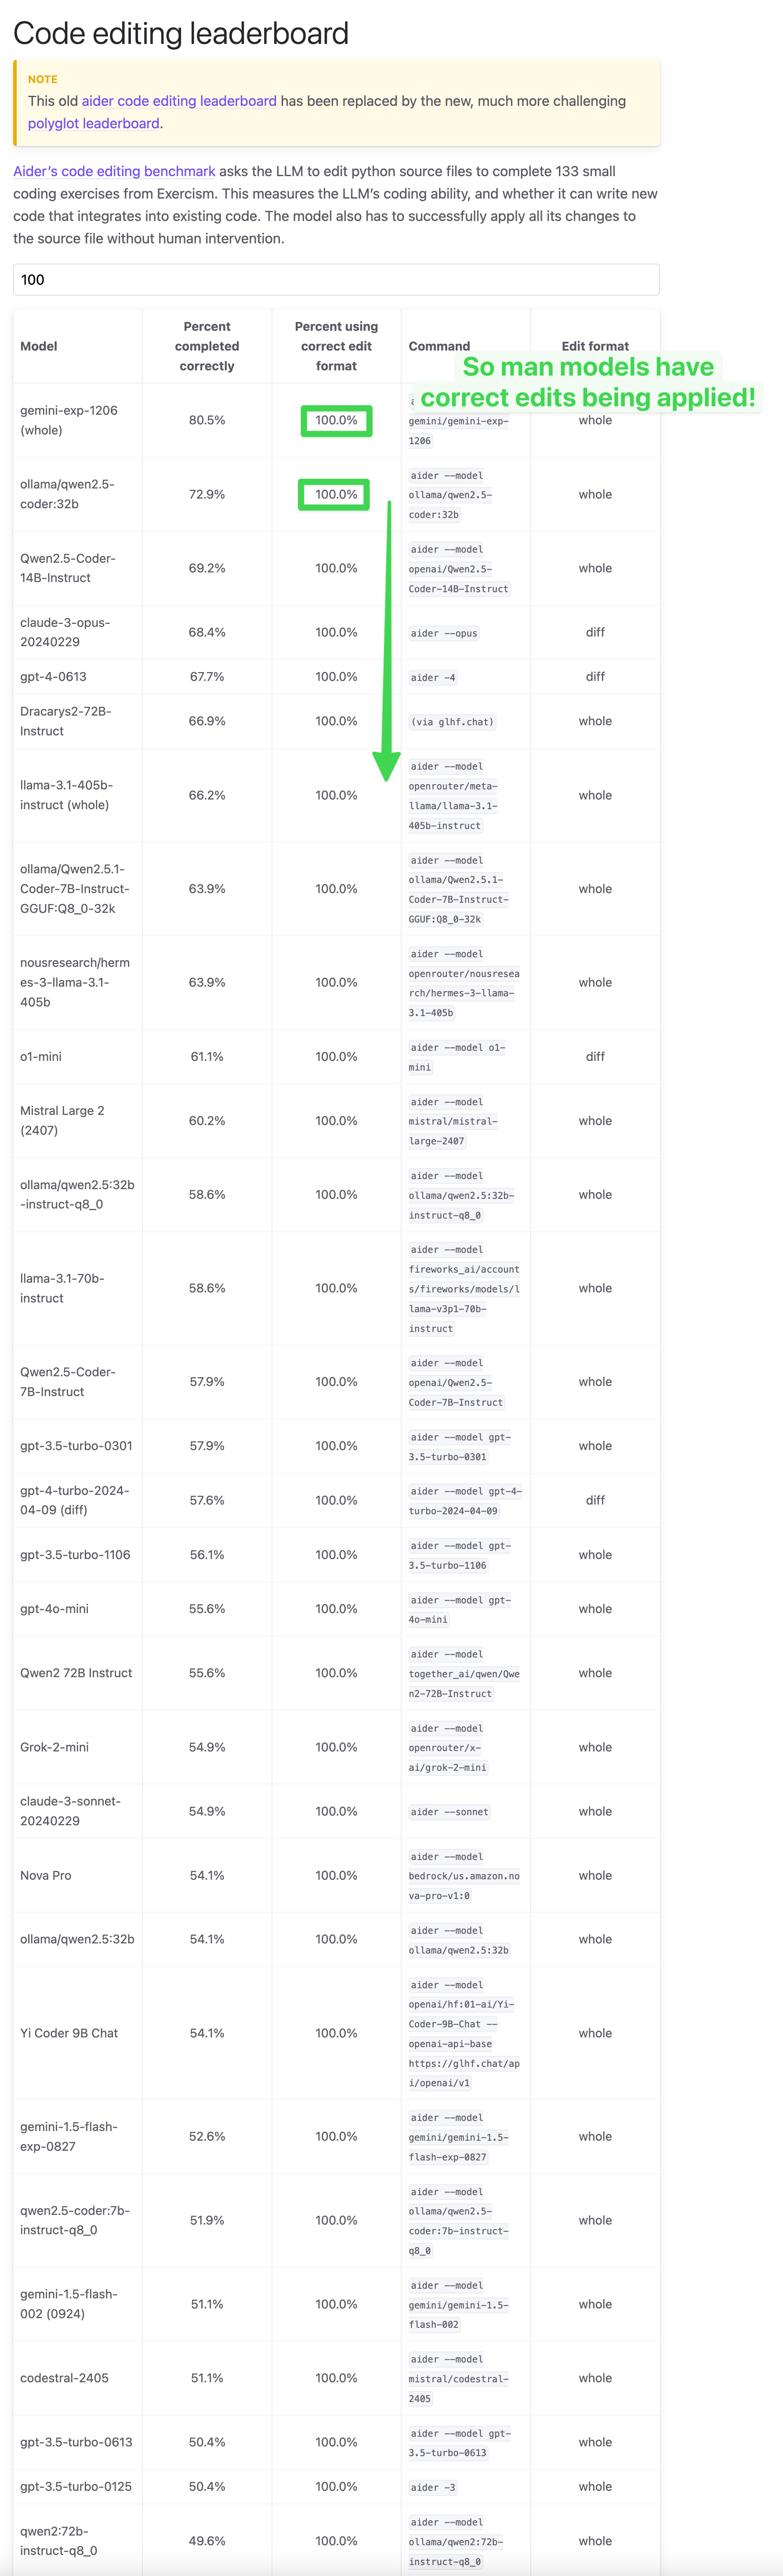 Code editing leaderboard
NOTE
This old aider code editing leaderboard has been replaced by the new, much more challenging
polyglot leaderboard.
Aider’s code editing benchmark asks the LLM to edit python source files to complete 133 small
coding exercises from Exercism. This measures the LLM’s coding ability, and whether it can write new
code that integrates into existing code. The model also has to successfully apply all its changes to
the source file without human intervention.
100
Model
Percent
completed
correctly
Percent using
correct edit
format
Command
Edit format
So man models have
correct edits being applied!
gemini-exp-1206
(whole)
80.5%
100.0%
gemini/gemini-exp-
1206
whole
ollama/qwen2.5-
coder:32b
72.9%
100.0%
aider --model
ollama/qwen2.5-
coder:32b
whole
Qwen2.5-Coder-
14B-Instruct
69.2%
100.0%
aider --model
openai/Qwen2.5-
Coder-14B-Instruct
whole
claude-3-opus-
20240229
68.4%
100.0%
aider --opus
diff
gpt-4-0613
67.7%
100.0%
aider -4
diff
Dracarys2-72B-
Instruct
66.9%
100.0%
(via glhf.chat)
whole
llama-3.1-405b-
instruct (whole)
66.2%
100.0%
aider --model
openrouter/meta-
llama/llama-3.1-
405b-instruct
whole
ollama/Qwen2.5.1-
Coder-7B-Instruct-
GGUF:Q8_0-32k
63.9%
100.0%
aider --model
ollama/Qwen2.5.1-
Coder-7B-Instruct-
GGUF:Q8_0-32k
whole
nousresearch/herm
es-3-llama-3.1-
405b
63.9%
100.0%
aider --model
openrouter/nousresea
rch/hermes-3-llama-
3.1-405b
whole
o1-mini
61.1%
100.0%
aider --model o1-
mini
diff
Mistral Large 2
(2407)
60.2%
100.0%
aider --model
mistral/mistral-
large-2407
whole
ollama/qwen2.5:32b
-instruct-q8_0
58.6%
100.0%
aider --model
ollama/qwen2.5:32b-
instruct-q8_0
whole
llama-3.1-70b-
instruct
58.6%
100.0%
aider --model
fireworks_ai/account
s/fireworks/models/l
lama-v3p1-70b-
instruct
whole
Qwen2.5-Coder-
7B-Instruct
57.9%
100.0%
aider --model
openai/Qwen2.5-
Coder-7B-Instruct
whole
gpt-3.5-turbo-0301
57.9%
100.0%
aider --model gpt-
3.5-turbo-0301
whole
gpt-4-turbo-2024-
04-09 (diff)
57.6%
100.0%
aider --model gpt-4-
turbo-2024-04-09
diff
gpt-3.5-turbo-1106
56.1%
100.0%
aider --model gpt-
3.5-turbo-1106
whole
gpt-4o-mini
55.6%
100.0%
aider --model gpt-
4o-mini
whole
Qwen2 72B Instruct
55.6%
100.0%
aider --model
together_ai/qwen/Qwe
n2-72B-Instruct
whole
Grok-2-mini
54.9%
100.0%
aider --model
openrouter/x-
ai/grok-2-mini
whole
claude-3-sonnet-
20240229
54.9%
100.0%
aider --sonnet
whole
Nova Pro
54.1%
100.0%
aider --model
bedrock/us.amazon.no
va-pro-v1:0
whole
ollama/qwen2.5:32b
54.1%
100.0%
aider --model
ollama/qwen2.5:32b
whole
Yi Coder 9B Chat
54.1%
100.0%
aider --model
openai/hf:01-ai/Yi-
Coder-9B-Chat --
openai-api-base
https://glhf.chat/ap
i/openai/v1
whole
gemini-1.5-flash-
exp-0827
52.6%
100.0%
aider --model
gemini/gemini-1.5-
flash-exp-0827
whole
qwen2.5-coder:7b-
instruct-q8_0
51.9%
100.0%
aider --model
ollama/qwen2.5-
coder:7b-instruct-
q8_0
whole
gemini-1.5-flash-
002 (0924)
51.1%
100.0%
aider --model
gemini/gemini-1.5-
flash-002
whole
codestral-2405
51.1%
100.0%
aider --model
mistral/codestral-
2405
whole
gpt-3.5-turbo-0613
50.4%
100.0%
aider --model gpt-
3.5-turbo-0613
whole
gpt-3.5-turbo-0125
50.4%
100.0%
aider -3
whole
qwen2:72b-
instruct-q8_0
49.6%
100.0%
aider --model
ollama/qwen2:72b-
instruct-q8_0
whole